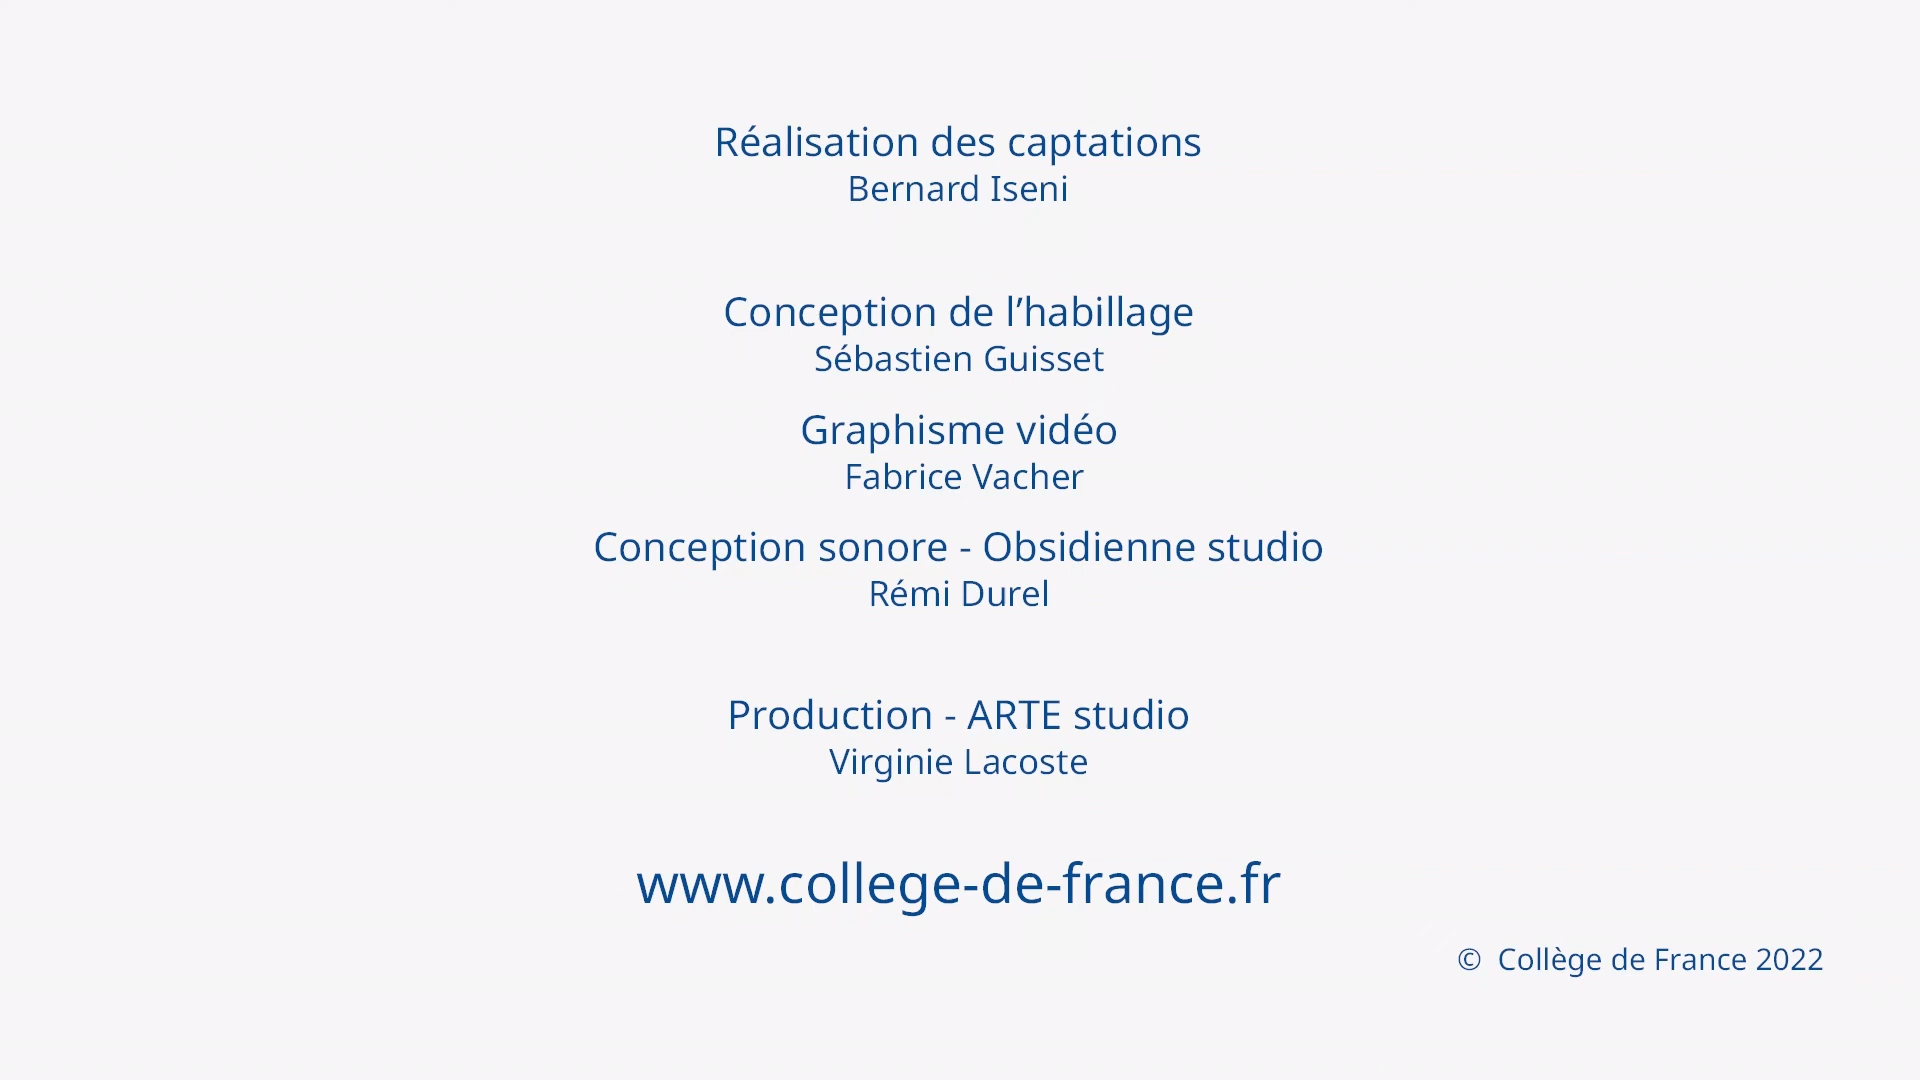 Réalisation des captations
Bernard Iseni
Conception de l’habillage
Sébastien Guisset
Graphisme vidéo
Fabrice Vacher
Conception sonore - Obsidienne studio
Rémi Durel
Production - ARTE studio
Virginie Lacoste
www.college-de-france.fr
© Collège de France 2022